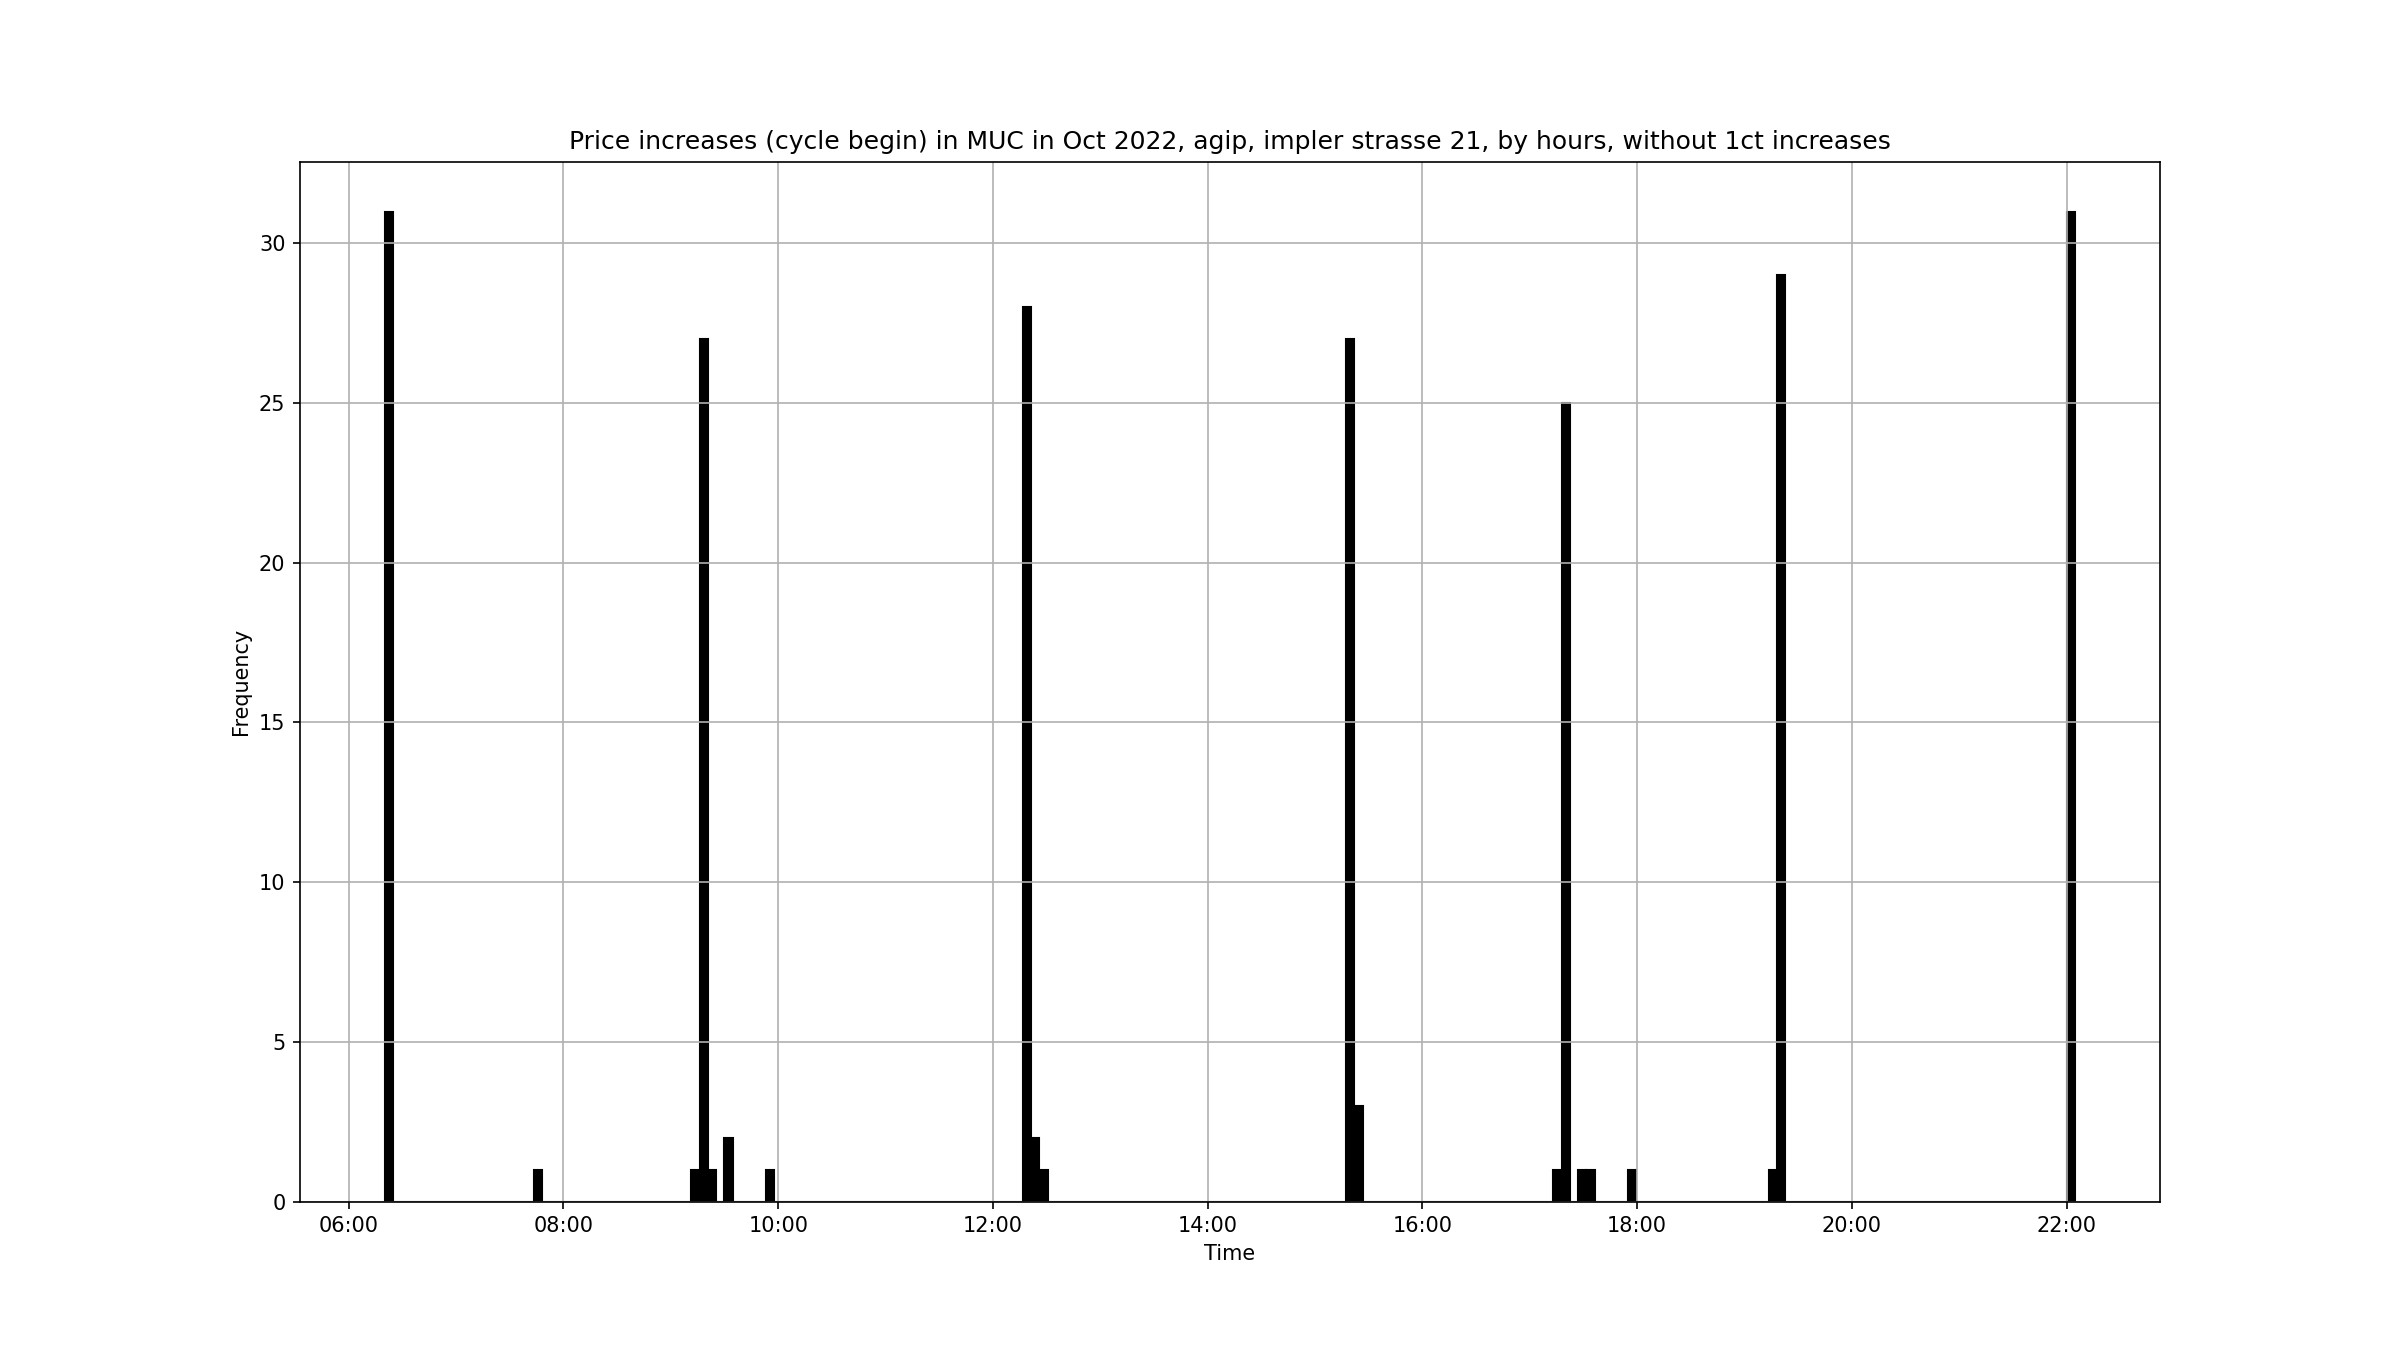 Price increases (cycle begin) in MUC in Oct 2022, agip, impler strasse 21, by hours, without 1ct increases
30
25
20
15
10
5
0
Frequency
06:00 08:00 10:00 12:00 14:00 16:00 18:00 20:00 22:00
Time